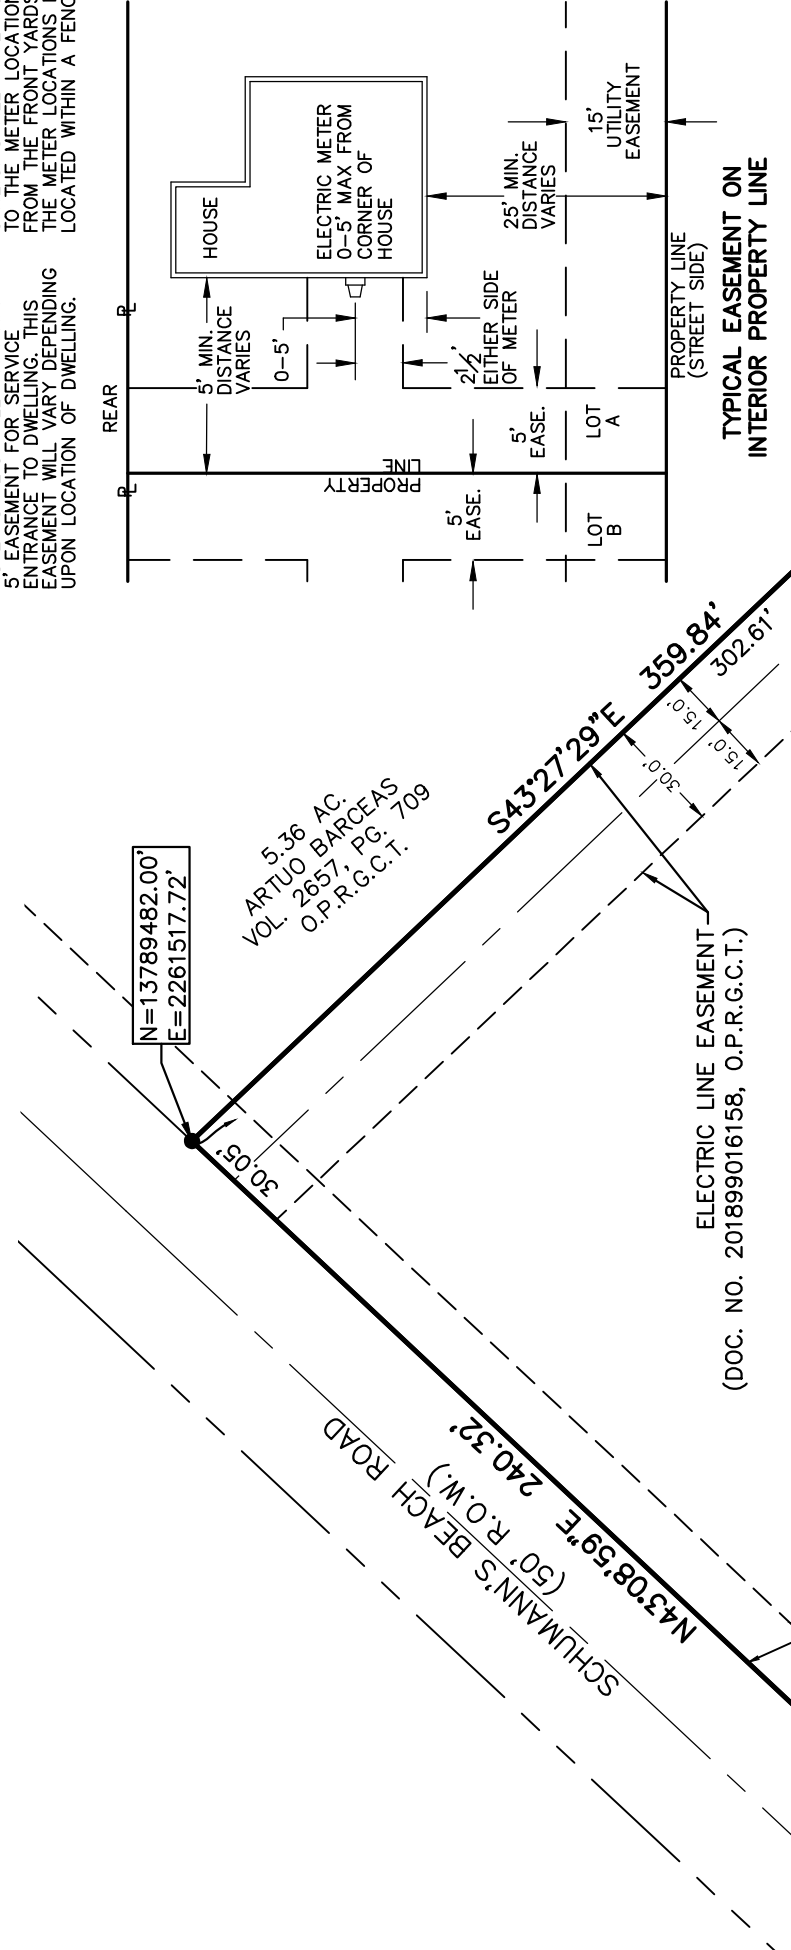 5' EASEMENT FOR SERVICE
ENTRANCE TO DWELLING. THIS
EASEMENT WILL VARY DEPENDING
UPON LOCATION OF DWELLING.
TO THE METER LOCATION
FROM THE FRONT YARDS
THE METER LOCATIONS
LOCATED WITHIN A FENC
REAR
PL
PL
HOUSE
5' MIN.
DISTANCE
VARIES
0-5'
ELECTRIC METER
0-5' MAX FROM
CORNER OF
HOUSE
2½'
EITHER SIDE
OF METER
25' MIN.
DISTANCE
VARIES
15'
UTILITY
EASEMENT
PROPERTY
LINE
5'
EASE.
5'
EASE.
LOT
B
LOT
A
PROPERTY LINE
(STREET SIDE)
TYPICAL EASEMENT ON
INTERIOR PROPERTY LINE
N=13789482.00'
E=2261517.72'
5.36 AC.
ARTUO BARCEAS
VOL. 2657, PG. 709
O.P.R.G.C.T.
S43°27'29"E 359.84'
302.61'
15.0'
15.0'
30.0'
30.05'
ELECTRIC LINE EASEMENT
(DOC. NO. 201899016158, O.P.R.G.C.T.)
SCHUMANN'S BEACH ROAD
(50' R.O.W.)
N43°08'59"E 240.32'